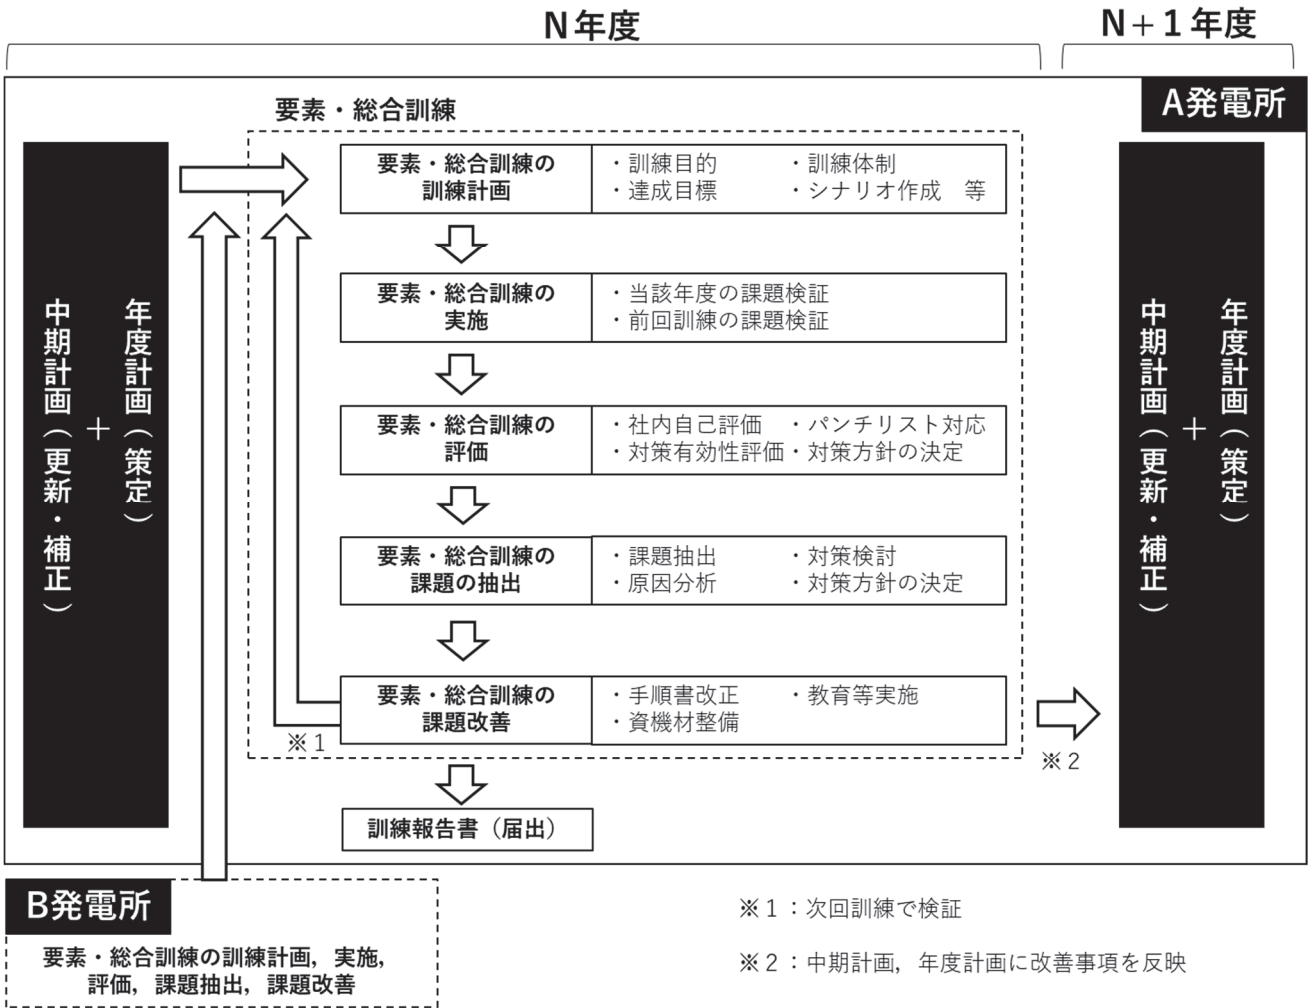 N年度
N＋1年度
A発電所
要素・総合訓練
年度計画（策定）
＋
中期計画（更新・補正）
要素・総合訓練の
訓練計画
・訓練目的　・訓練体制
・達成目標　・シナリオ作成　等
要素・総合訓練の
実施
・当該年度の課題検証
・前回訓練の課題検証
要素・総合訓練の
評価
・社内自己評価　・パンチリスト対応
・対策有効性評価・対策方針の決定
要素・総合訓練の
課題の抽出
・課題抽出　・対策検討
・原因分析　・対策方針の決定
要素・総合訓練の
課題改善
・手順書改正　・教育等実施
・資機材整備
※1
※2
訓練報告書（届出）
年度計画（策定）
＋
中期計画（更新・補正）
B発電所
要素・総合訓練の訓練計画，実施，
評価，課題抽出，課題改善
※1：次回訓練で検証
※2：中期計画，年度計画に改善事項を反映